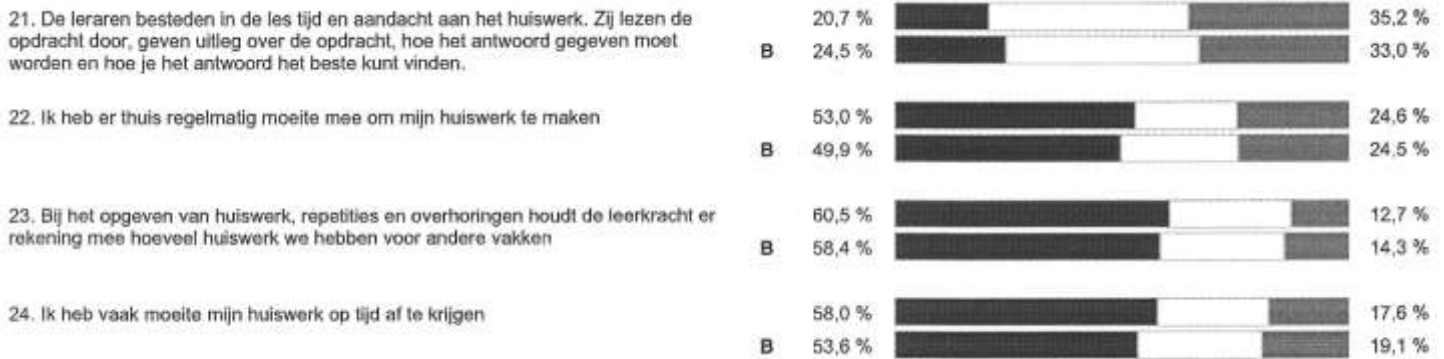 21. De leraren besteden in de les tijd en aandacht aan het huiswerk. Zij lezen de
opdracht door, geven uitleg over de opdracht, hoe het antwoord gegeven moet
worden en hoe je het antwoord het beste kunt vinden.
20,7 % 35,2 %
B 24,5 % 33,0 %
22. Ik heb er thuis regelmatig moeite mee om mijn huiswerk te maken
53,0 % 24,6 %
B 49,9 % 24,5 %
23. Bij het opgeven van huiswerk, repetities en overhoringen houdt de leerkracht er
rekening mee hoeveel huiswerk we hebben voor andere vakken
60,5 % 12,7 %
B 58,4 % 14,3 %
24. Ik heb vaak moeite mijn huiswerk op tijd af te krijgen
58,0 % 17,6 %
B 53,6 % 19,1 %